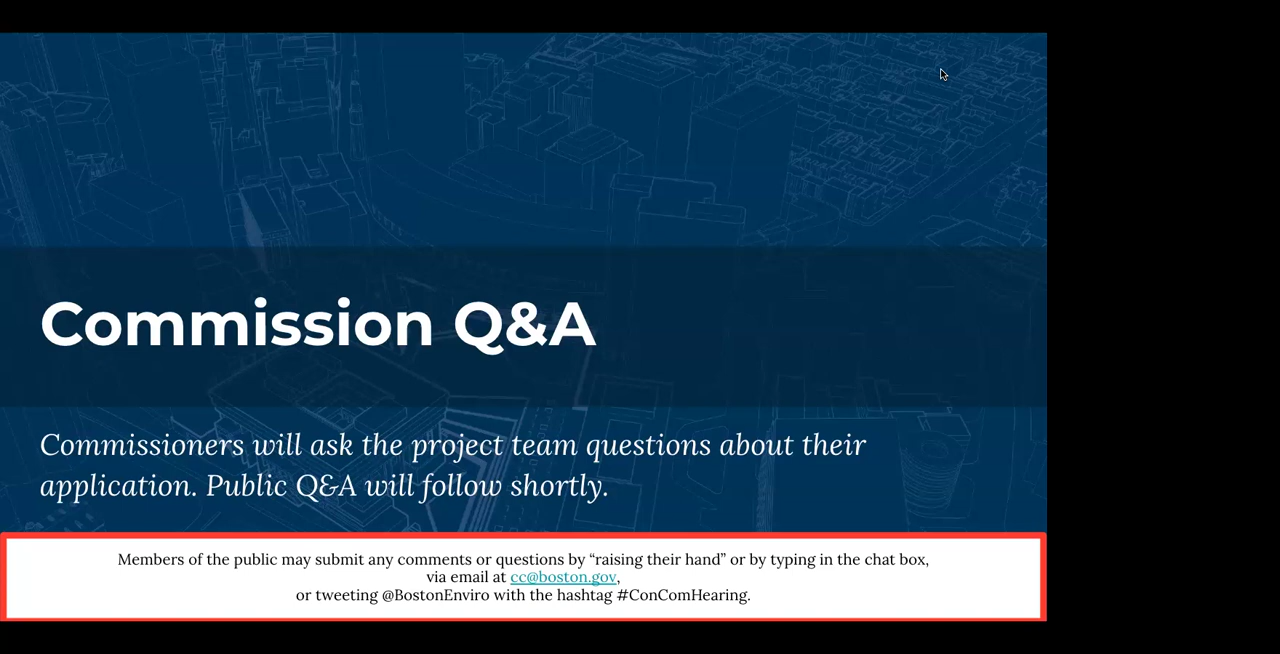 Commission Q&A
Commissioners will ask the project team questions about their
application. Public Q&A will follow shortly.
Members of the public may submit any comments or questions by “raising their hand” or by typing in the chat box,
via email at cc@boston.gov,
or tweeting @BostonEnviro with the hashtag #ConComHearing.